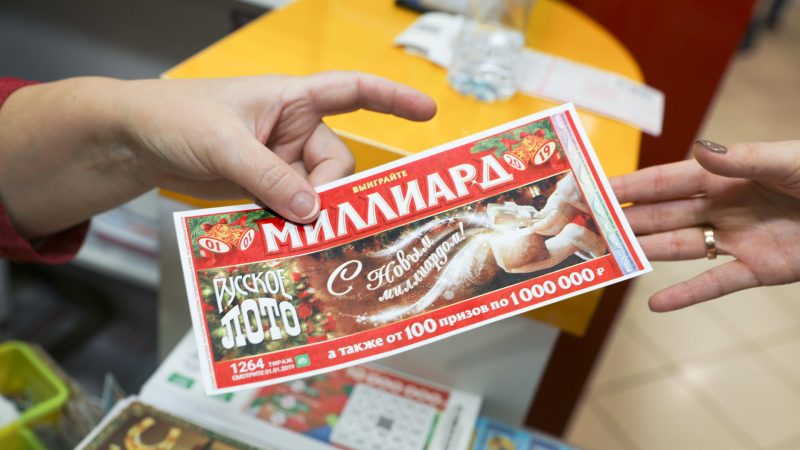 ВЫИГРАЙТЕ
МИЛЛИАРД
20 19
01 01
С Новым
миллиардом!
РУССКОЕ
ЛОТО
а также от 100 призов по 1 000 000 ₽
1264 ТИРАЖ
СМОТРИТЕ 01.01.2019